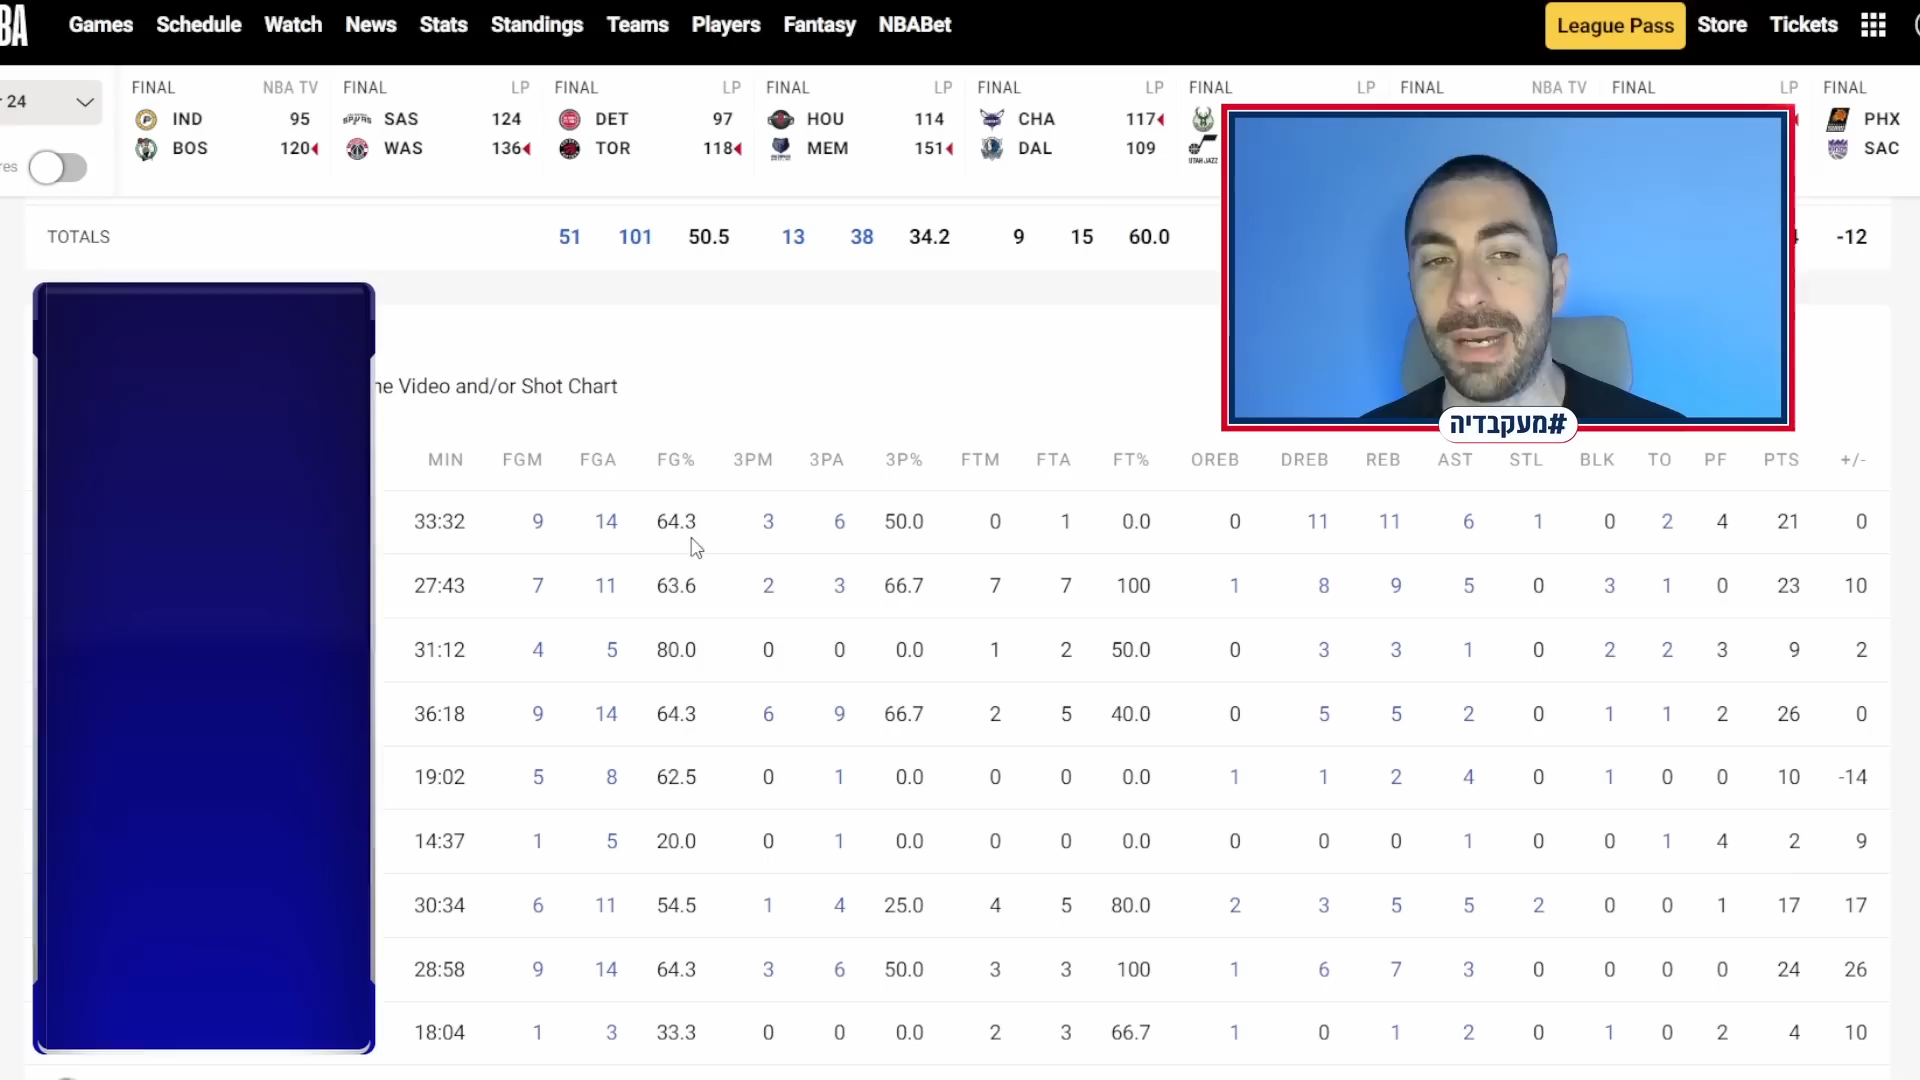 BA Games Schedule Watch News Stats Standings Teams Players Fantasy NBABet League Pass Store Tickets
24
res
FINAL NBA TV
IND 95
BOS 120
FINAL LP
SAS 124
WAS 136
FINAL LP
DET 97
TOR 118
FINAL LP
HOU 114
MEM 151
FINAL LP
CHA 117
DAL 109
FINAL LP
UTAH JAZZ
FINAL NBA TV
FINAL LP
FINAL
PHX
SAC
TOTALS 51 101 50.5 13 38 34.2 9 15 60.0 -12
#מעקבדיה
he Video and/or Shot Chart
MIN FGM FGA FG% 3PM 3PA 3P% FTM FTA FT% OREB DREB REB AST STL BLK TO PF PTS +/-
33:32 9 14 64.3 3 6 50.0 0 1 0.0 0 11 11 6 1 0 2 4 21 0
27:43 7 11 63.6 2 3 66.7 7 7 100 1 8 9 5 0 3 1 0 23 10
31:12 4 5 80.0 0 0 0.0 1 2 50.0 0 3 3 1 0 2 2 3 9 2
36:18 9 14 64.3 6 9 66.7 2 5 40.0 0 5 5 2 0 1 1 2 26 0
19:02 5 8 62.5 0 1 0.0 0 0 0.0 1 1 2 4 0 1 0 0 10 -14
14:37 1 5 20.0 0 1 0.0 0 0 0.0 0 0 0 1 0 0 1 4 2 9
30:34 6 11 54.5 1 4 25.0 4 5 80.0 2 3 5 5 2 0 0 1 17 17
28:58 9 14 64.3 3 6 50.0 3 3 100 1 6 7 3 0 0 0 0 24 26
18:04 1 3 33.3 0 0 0.0 2 3 66.7 1 0 1 2 0 1 0 2 4 10